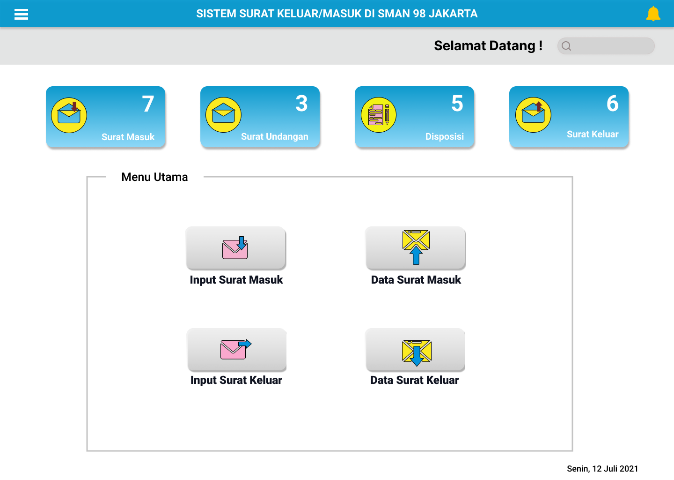 SISTEM SURAT KELUAR/MASUK DI SMAN 98 JAKARTA
Selamat Datang !
7
Surat Masuk
3
Surat Undangan
5
Disposisi
6
Surat Keluar
Menu Utama
Input Surat Masuk
Data Surat Masuk
Input Surat Keluar
Data Surat Keluar
Senin, 12 Juli 2021